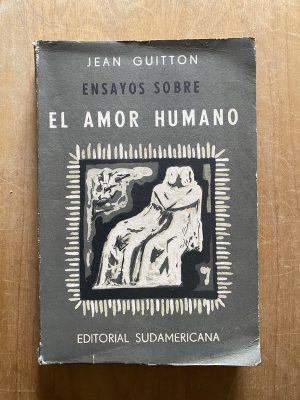 JEAN GUITTON
ENSAYOS SOBRE
EL AMOR HUMANO
EDITORIAL SUDAMERICANA